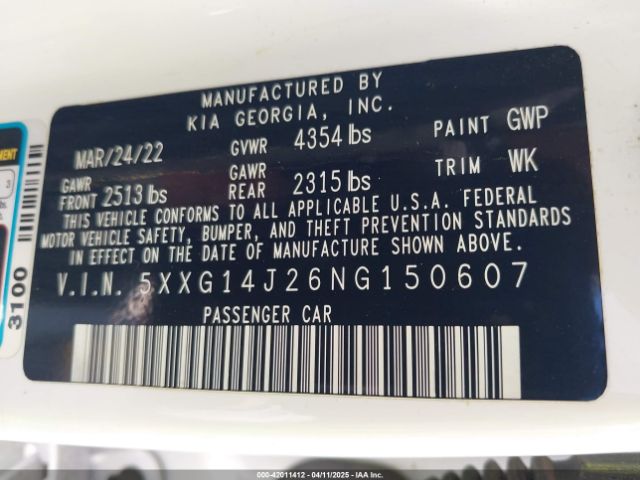 MANUFACTURED BY
KIA GEORGIA, INC.
MAR/24/22 GVWR 4354 lbs PAINT GWP
GAWR FRONT 2513 lbs GAWR REAR 2315 lbs TRIM WK
THIS VEHICLE CONFORMS TO ALL APPLICABLE U.S.A. FEDERAL
MOTOR VEHICLE SAFETY, BUMPER, AND THEFT PREVENTION STANDARDS
IN EFFECT ON THE DATE OF MANUFACTURE SHOWN ABOVE.
V.I.N. 5XXG14J26NG150607
PASSENGER CAR
3100
000-42011412 - 04/11/2025 - IAA Inc.